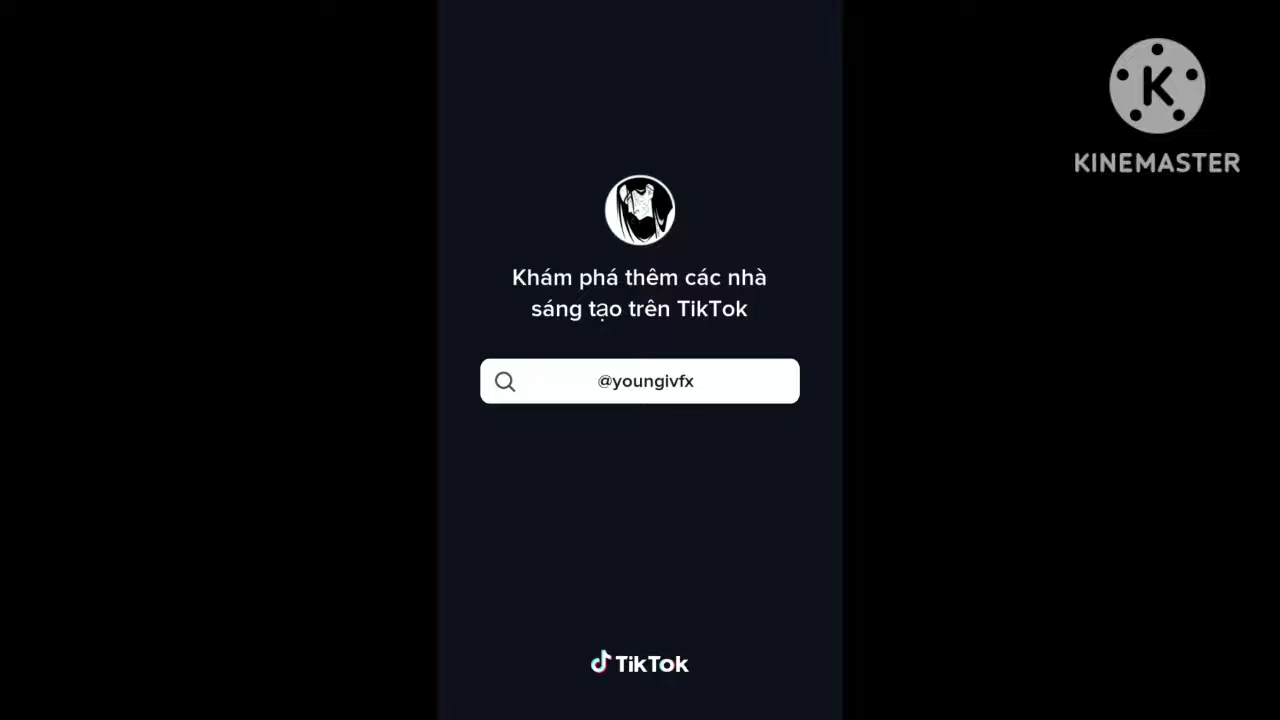 K
KINEMASTER
Khám phá thêm các nhà
sáng tạo trên TikTok
@youngivfx
TikTok